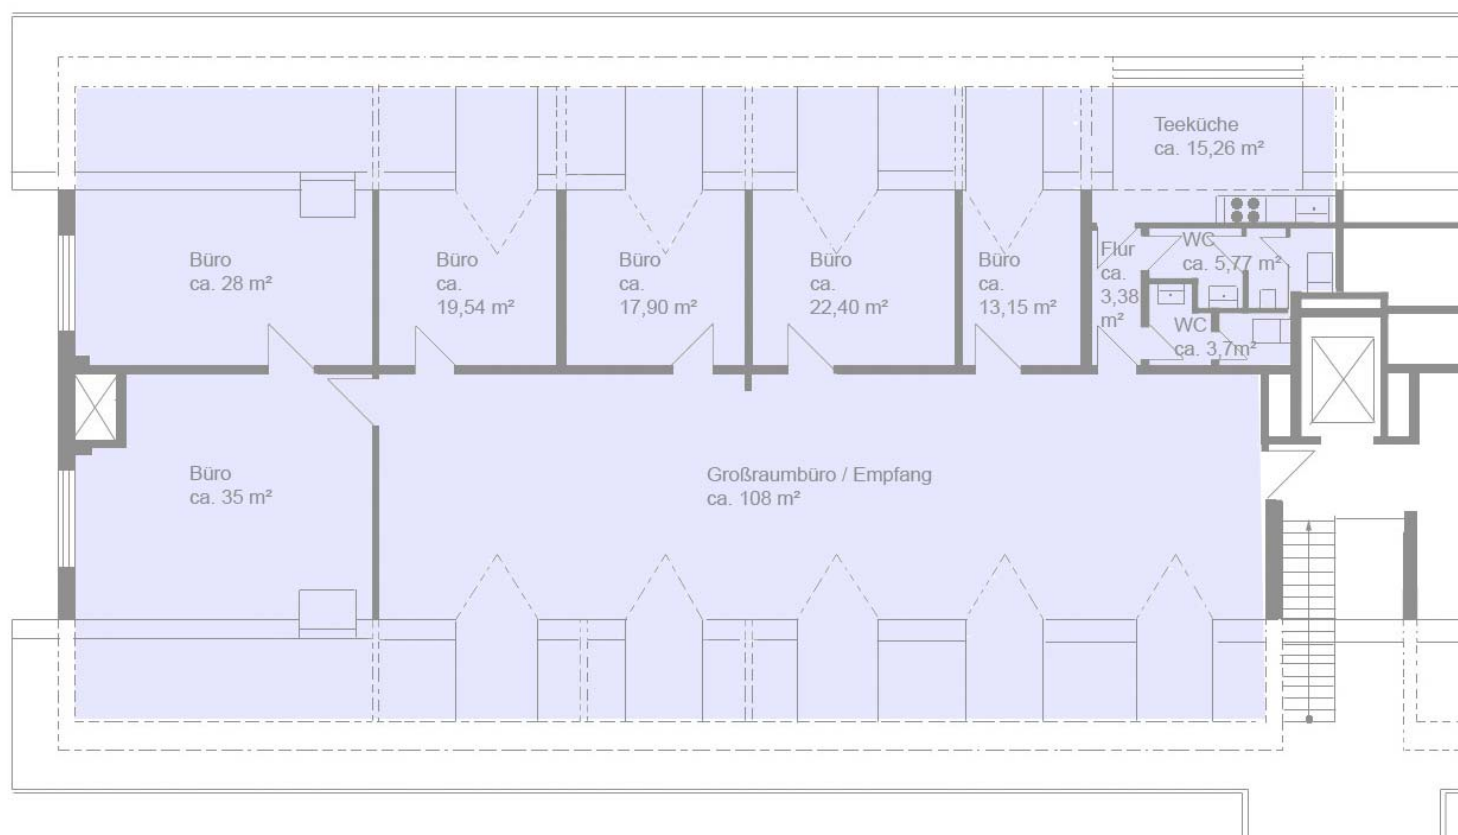 Teeküche
ca. 15,26 m²
Büro
ca. 28 m²
Büro
ca.
19,54 m²
Büro
ca.
17,90 m²
Büro
ca.
22,40 m²
Büro
ca.
13,15 m²
Flur
ca.
3,38
m²
WC
ca. 5,77 m²
WC
ca. 3,7m²
Büro
ca. 35 m²
Großraumbüro / Empfang
ca. 108 m²